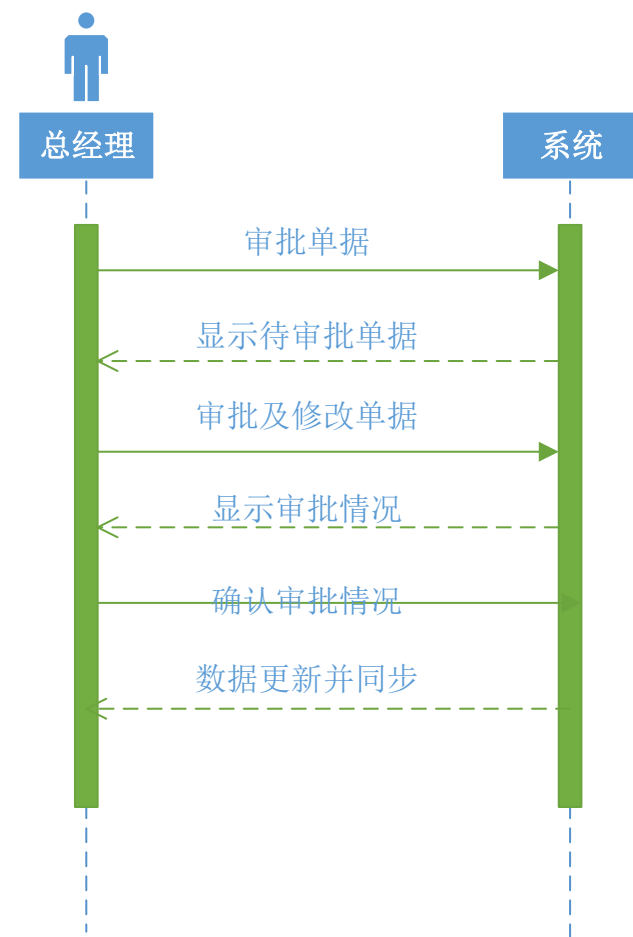 总经理
系统
审批单据
显示待审批单据
审批及修改单据
显示审批情况
确认审批情况
数据更新并同步